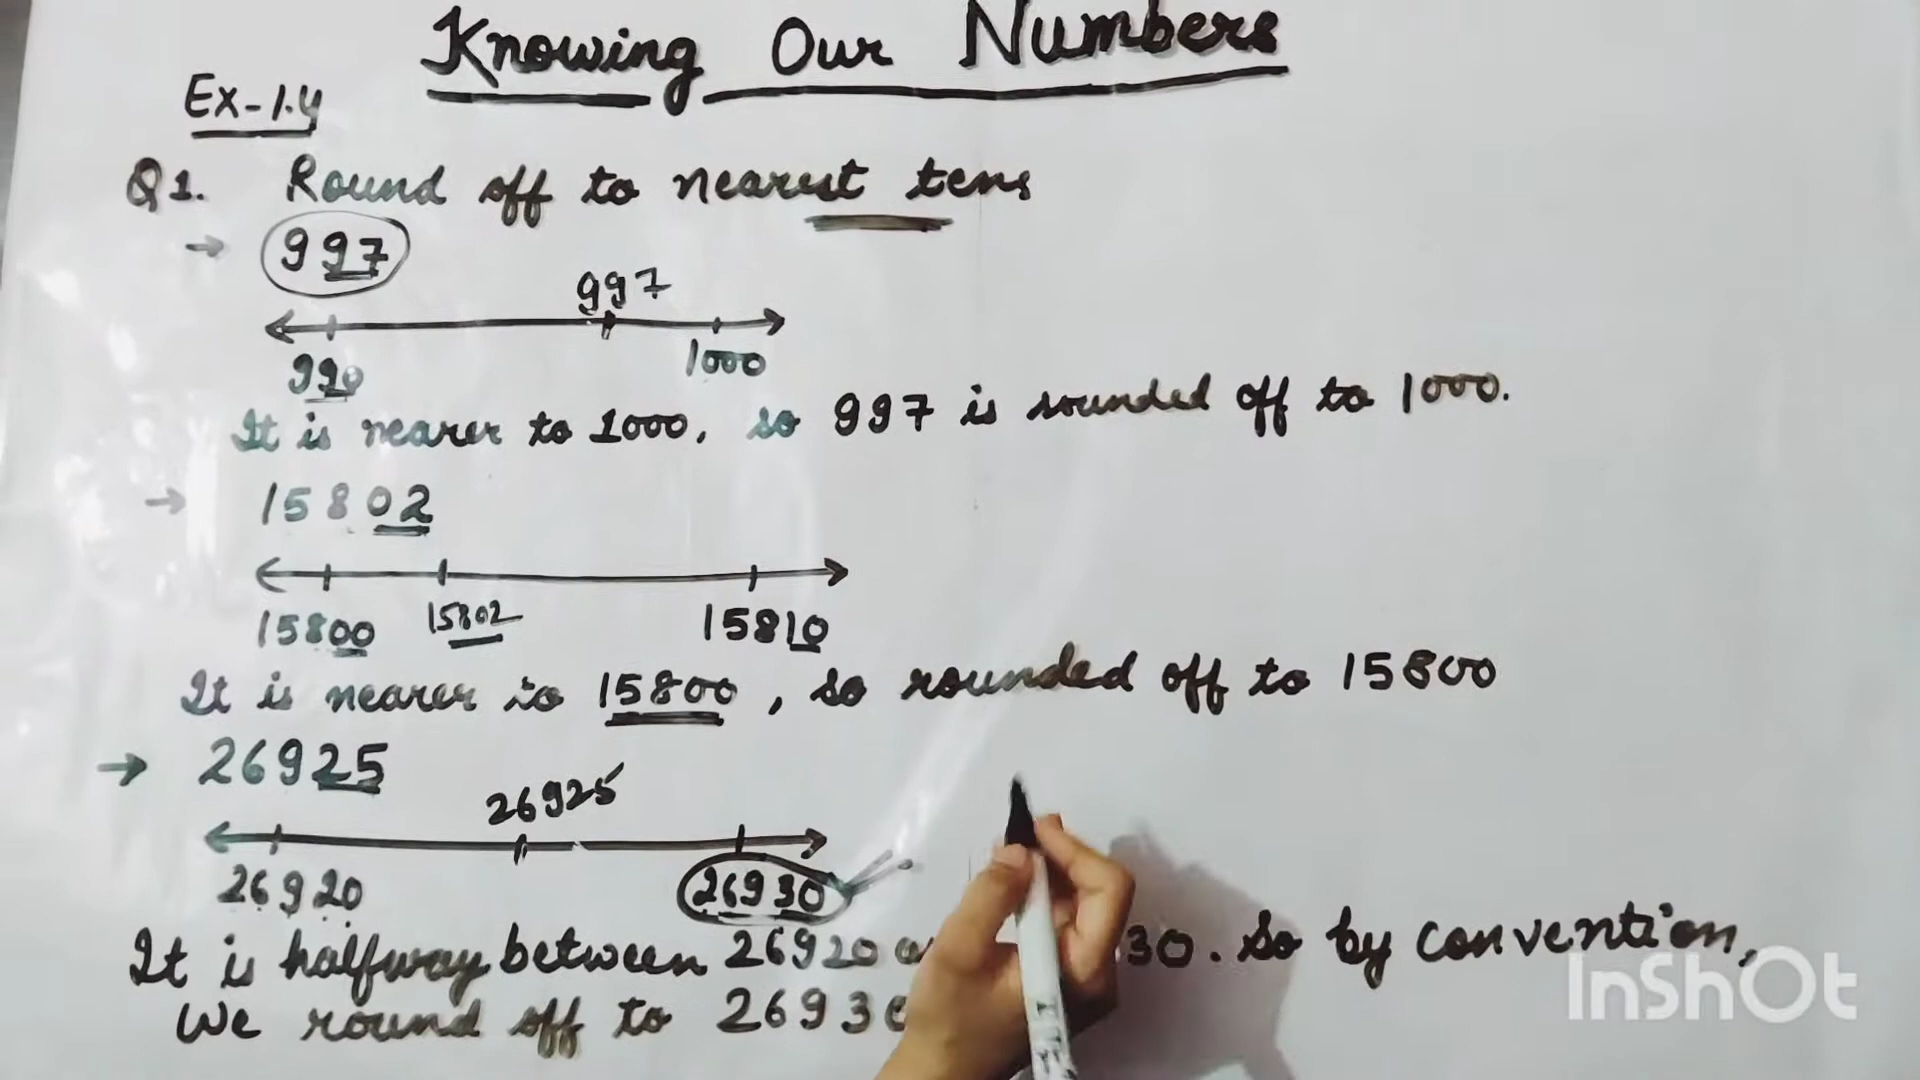 Knowing Our Numbers
Ex-1.4
Q1. Round off to nearest tens
→ 997
997
990 1000
It is nearer to 1000, so 997 is rounded off to 1000.
→ 15802
15800 15802 15810
It is nearer to 15800, so rounded off to 15800
→ 26925
26925
26920 26930
It is halfway between 26920 30. So by convention,
We round off to 2693
InShOt